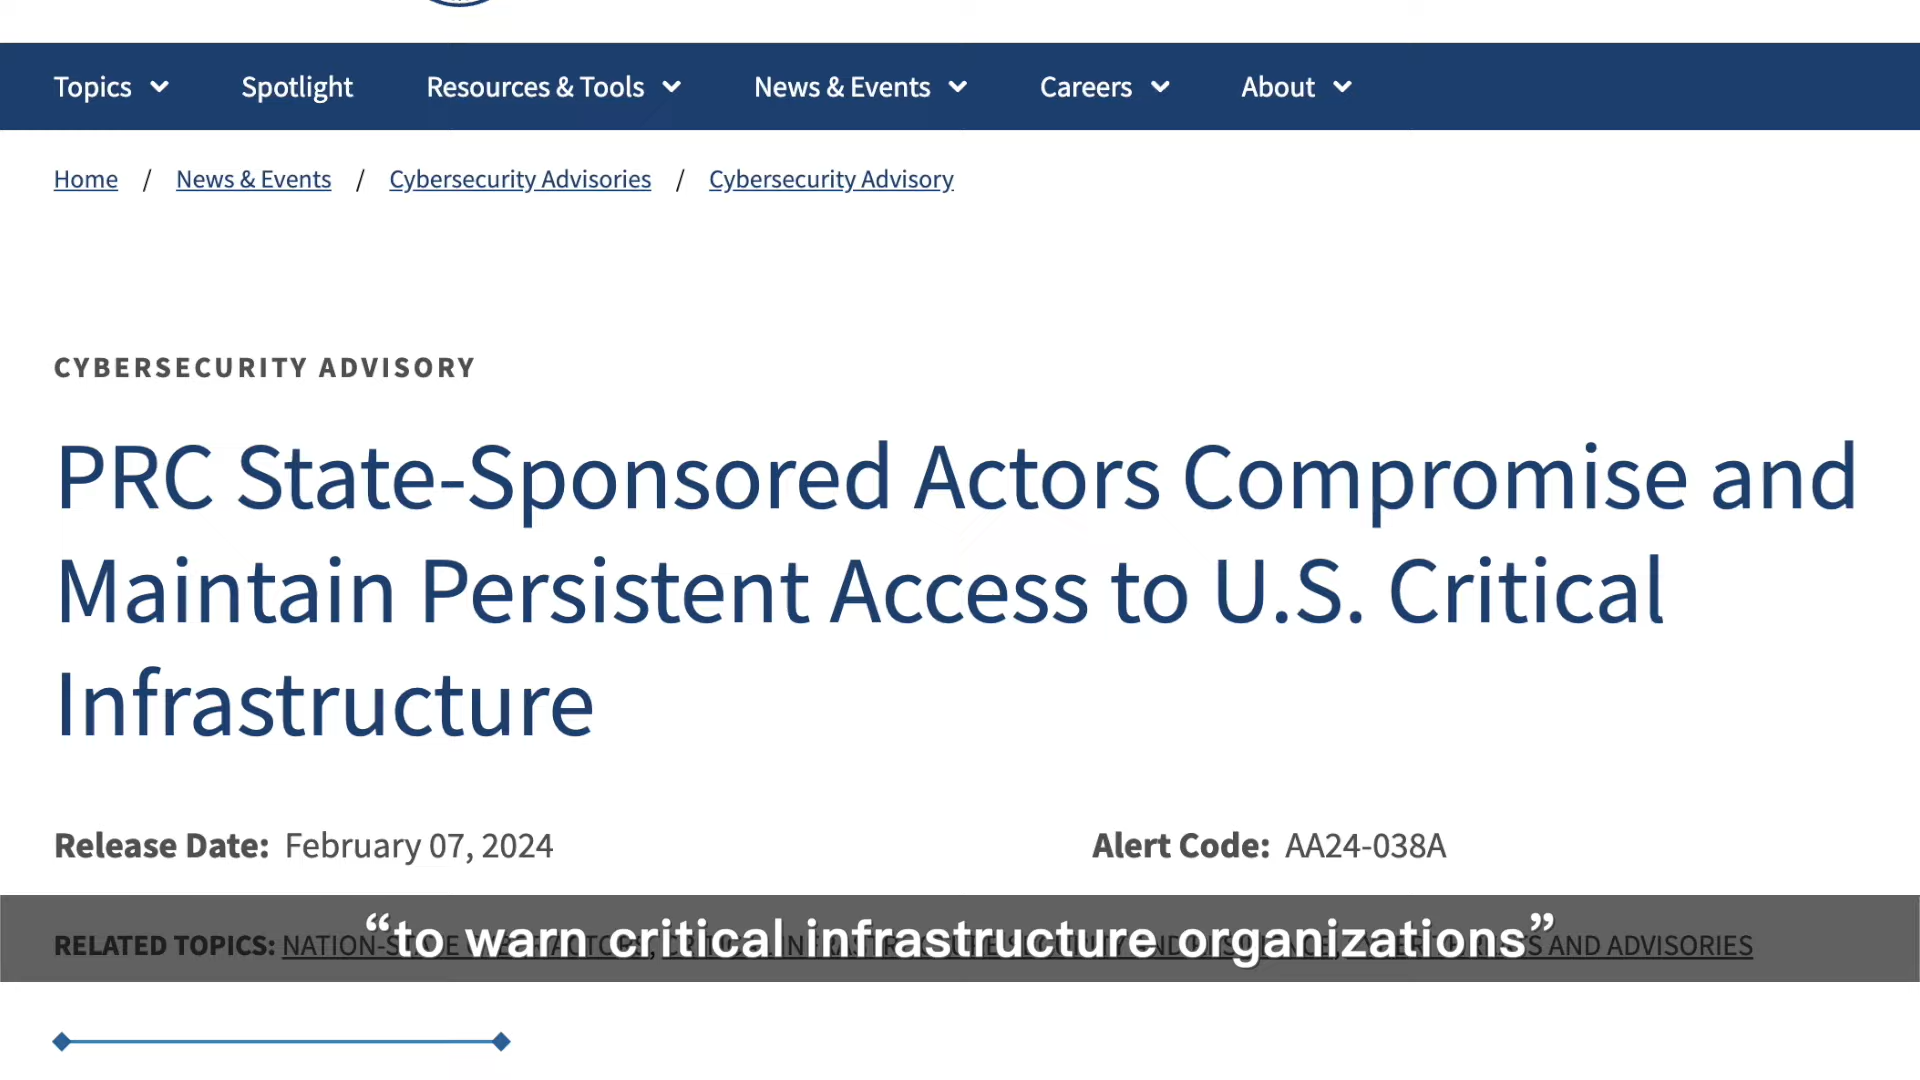 Topics Spotlight Resources & Tools News & Events Careers About
Home / News & Events / Cybersecurity Advisories / Cybersecurity Advisory
CYBERSECURITY ADVISORY
PRC State-Sponsored Actors Compromise and
Maintain Persistent Access to U.S. Critical
Infrastructure
Release Date: February 07, 2024 Alert Code: AA24-038A
RELATED TOPICS: AND ADVISORIES
“to warn critical infrastructure organizations”